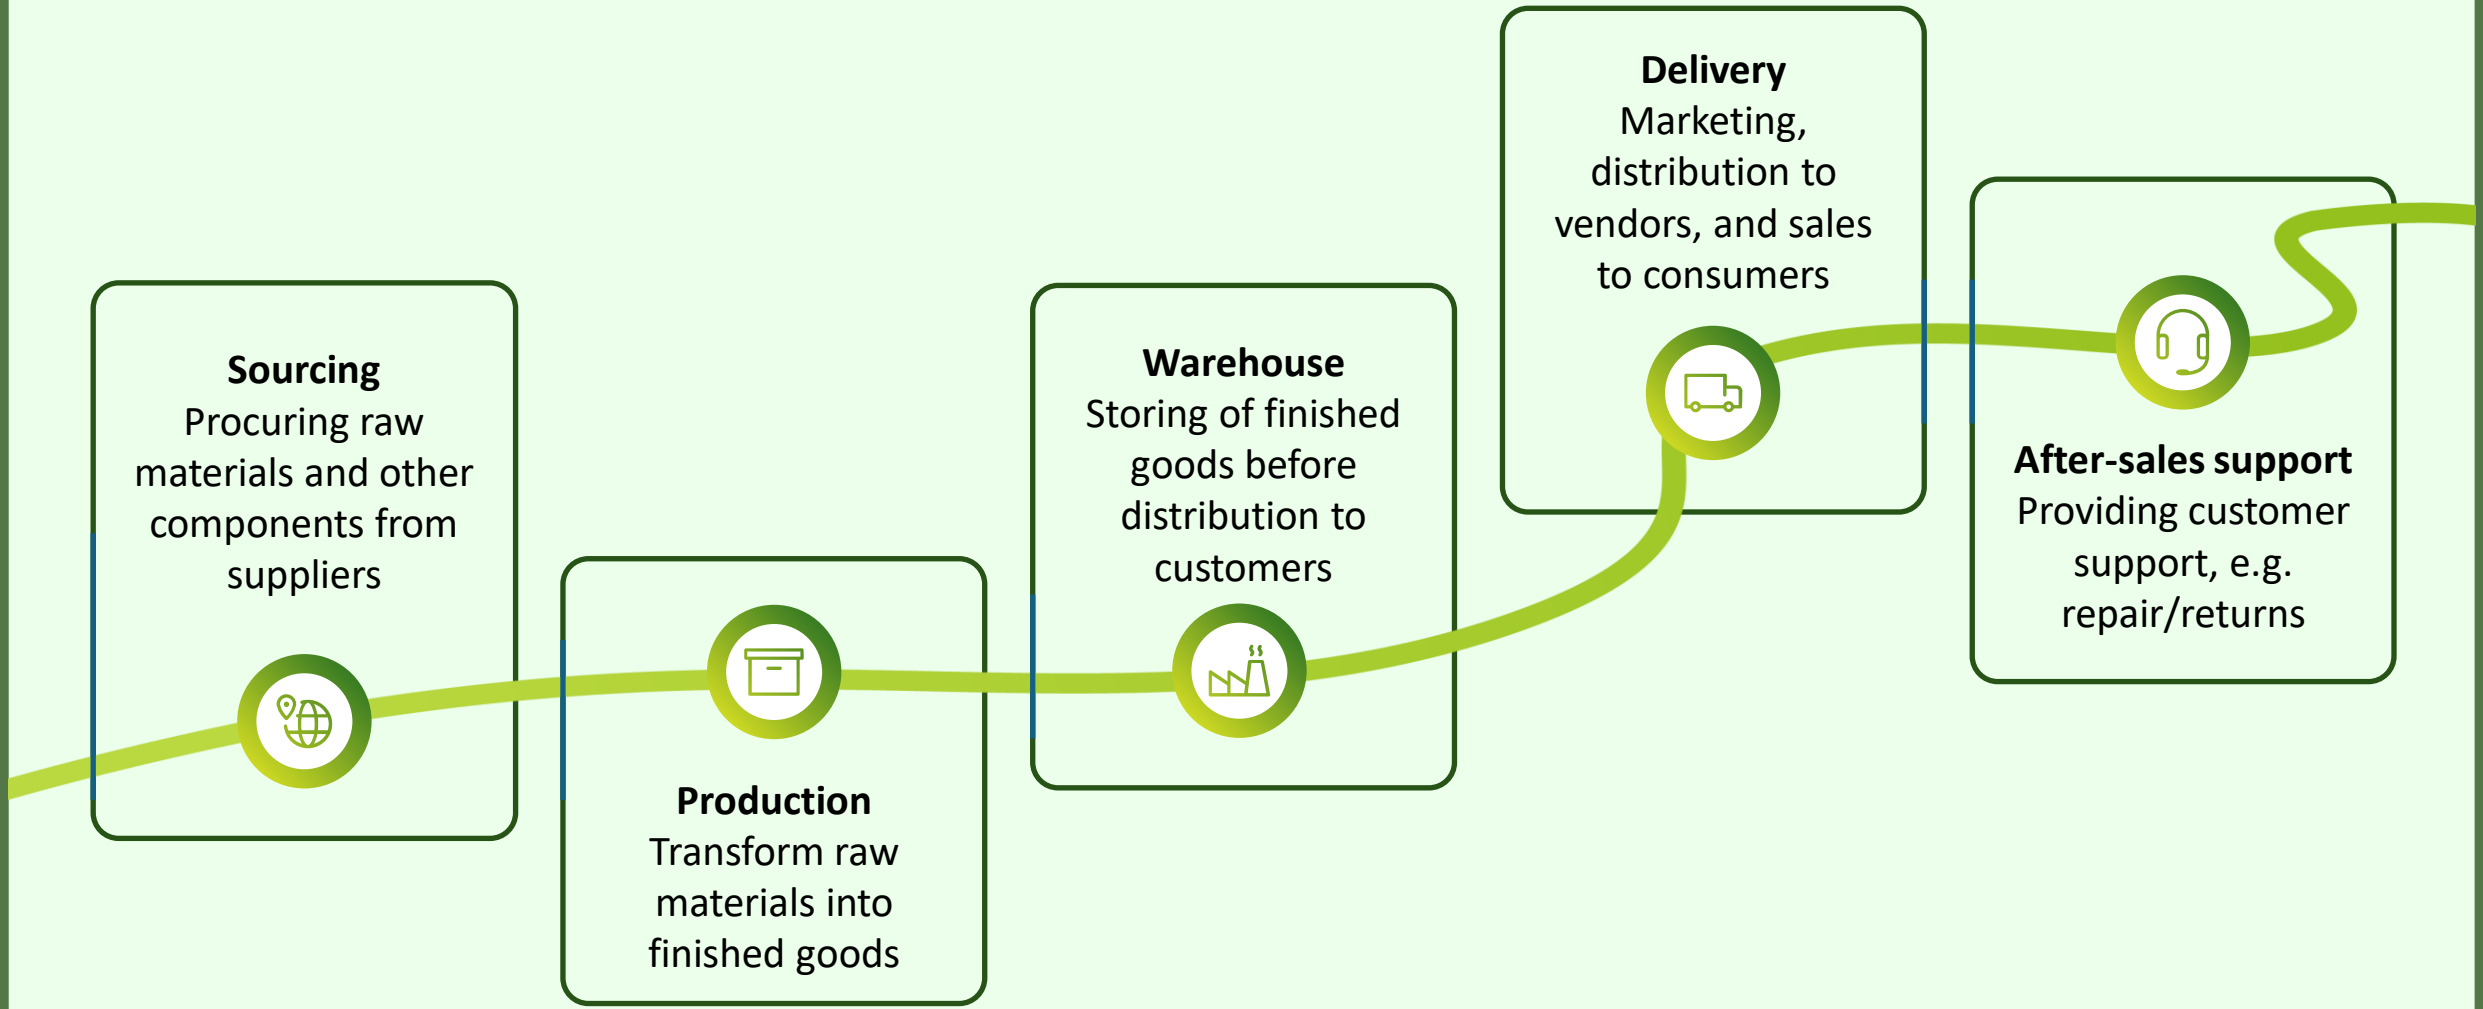 Sourcing
Procuring raw
materials and other
components from
suppliers
Production
Transform raw
materials into
finished goods
Warehouse
Storing of finished
goods before
distribution to
customers
Delivery
Marketing,
distribution to
vendors, and sales
to consumers
After-sales support
Providing customer
support, e.g.
repair/returns